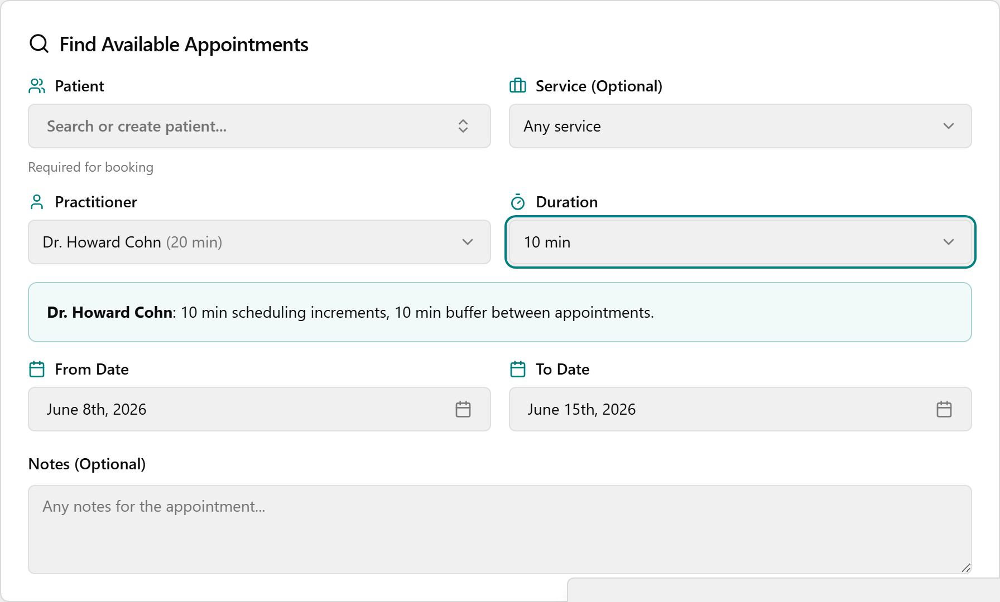 Find Available Appointments
Patient
Service (Optional)
Search or create patient...
Any service
Required for booking
Practitioner
Duration
Dr. Howard Cohn (20 min)
10 min
Dr. Howard Cohn: 10 min scheduling increments, 10 min buffer between appointments.
From Date
To Date
June 8th, 2026
June 15th, 2026
Notes (Optional)
Any notes for the appointment...